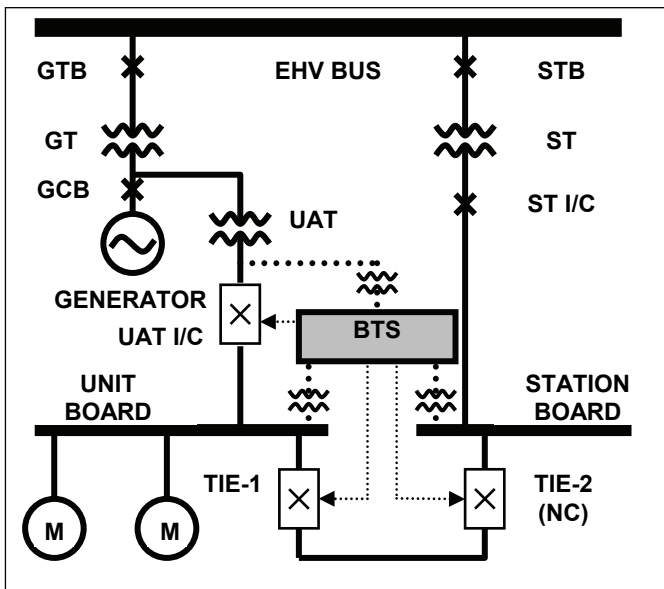 GTB
EHV BUS
STB
GT
ST
GCB
UAT
ST I/C
GENERATOR
UAT I/C
BTS
UNIT
BOARD
STATION
BOARD
TIE-1
TIE-2
(NC)
M
M